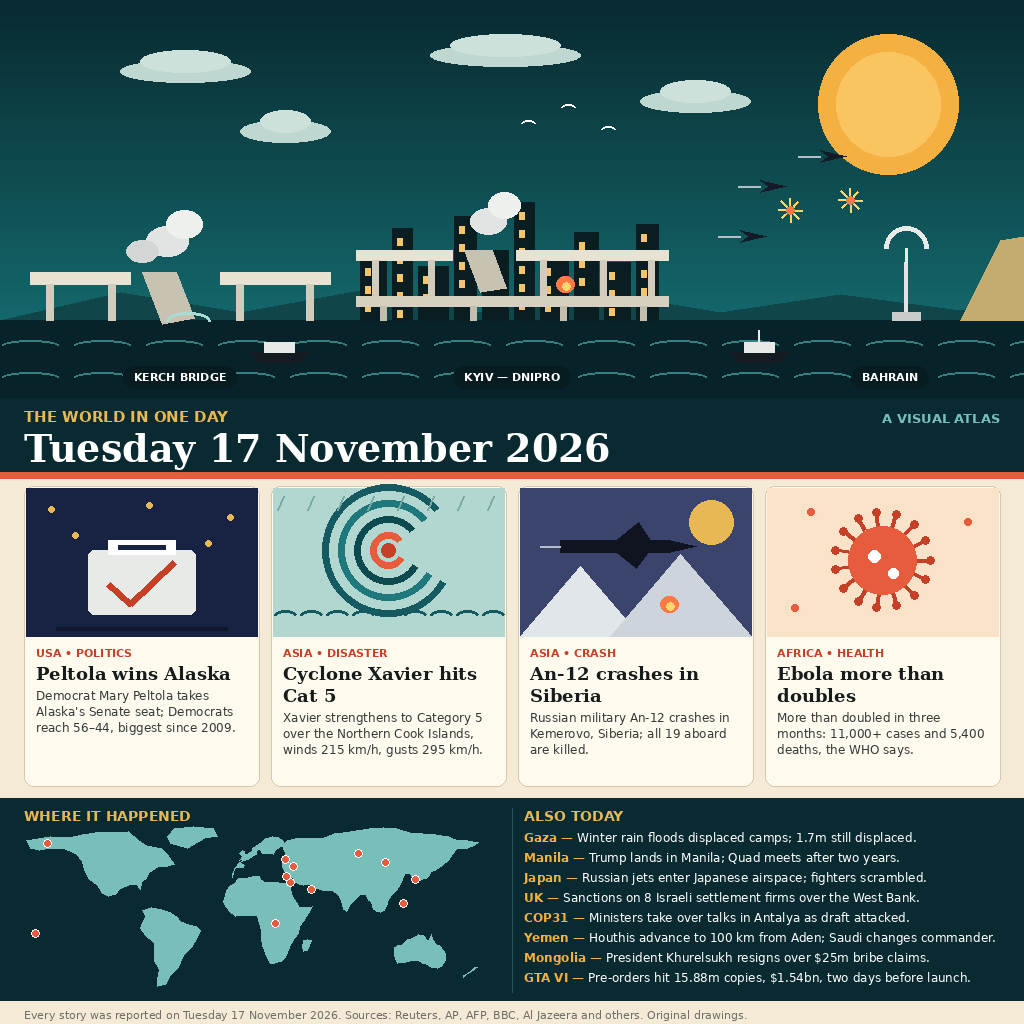 KERCH BRIDGE
KYIV — DNIPRO
BAHRAIN
THE WORLD IN ONE DAY
A VISUAL ATLAS
Tuesday 17 November 2026
USA • POLITICS
Peltola wins Alaska
Democrat Mary Peltola takes
Alaska's Senate seat; Democrats
reach 56–44, biggest since 2009.
ASIA • DISASTER
Cyclone Xavier hits
Cat 5
Xavier strengthens to Category 5
over the Northern Cook Islands,
winds 215 km/h, gusts 295 km/h.
ASIA • CRASH
An-12 crashes in
Siberia
Russian military An-12 crashes in
Kemerovo, Siberia; all 19 aboard
are killed.
AFRICA • HEALTH
Ebola more than
doubles
More than doubled in three
months: 11,000+ cases and 5,400
deaths, the WHO says.
WHERE IT HAPPENED
ALSO TODAY
Gaza — Winter rain floods displaced camps; 1.7m still displaced.
Manila — Trump lands in Manila; Quad meets after two years.
Japan — Russian jets enter Japanese airspace; fighters scrambled.
UK — Sanctions on 8 Israeli settlement firms over the West Bank.
COP31 — Ministers take over talks in Antalya as draft attacked.
Yemen — Houthis advance to 100 km from Aden; Saudi changes commander.
Mongolia — President Khurelsukh resigns over $25m bribe claims.
GTA VI — Pre-orders hit 15.88m copies, $1.54bn, two days before launch.
Every story was reported on Tuesday 17 November 2026. Sources: Reuters, AP, AFP, BBC, Al Jazeera and others. Original drawings.